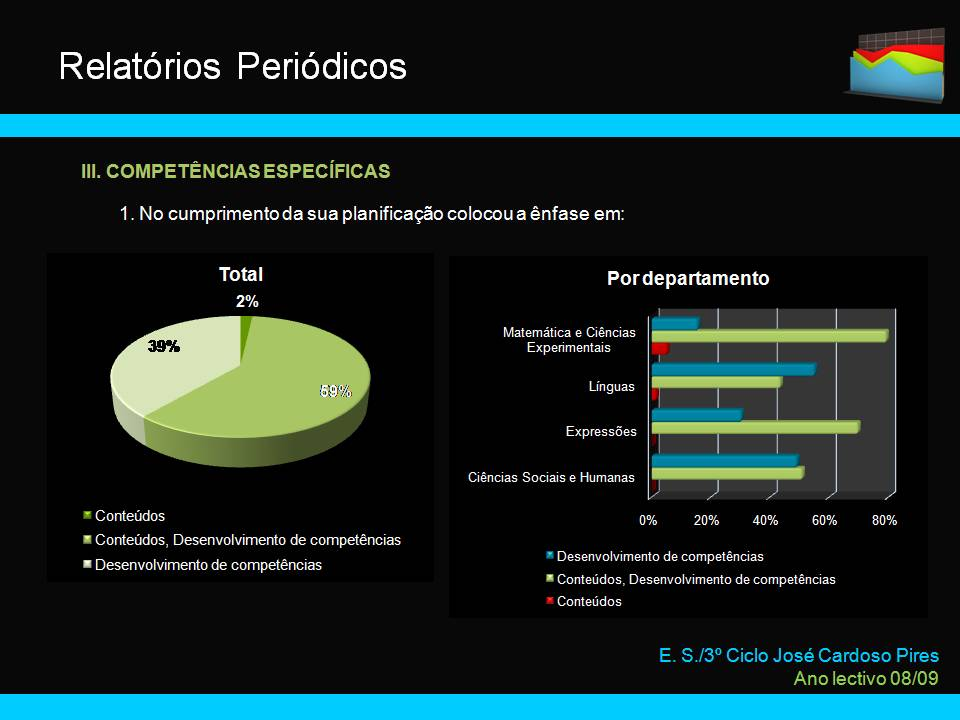 Relatórios Periódicos
III. COMPETÊNCIAS ESPECÍFICAS
1. No cumprimento da sua planificação colocou a ênfase em:
Total
2%
39%
59%
Conteúdos
Conteúdos, Desenvolvimento de competências
Desenvolvimento de competências
Por departamento
Matemática e Ciências
Experimentais
Línguas
Expressões
Ciências Sociais e Humanas
0% 20% 40% 60% 80%
Desenvolvimento de competências
Conteúdos, Desenvolvimento de competências
Conteúdos
E. S./3º Ciclo José Cardoso Pires
Ano lectivo 08/09